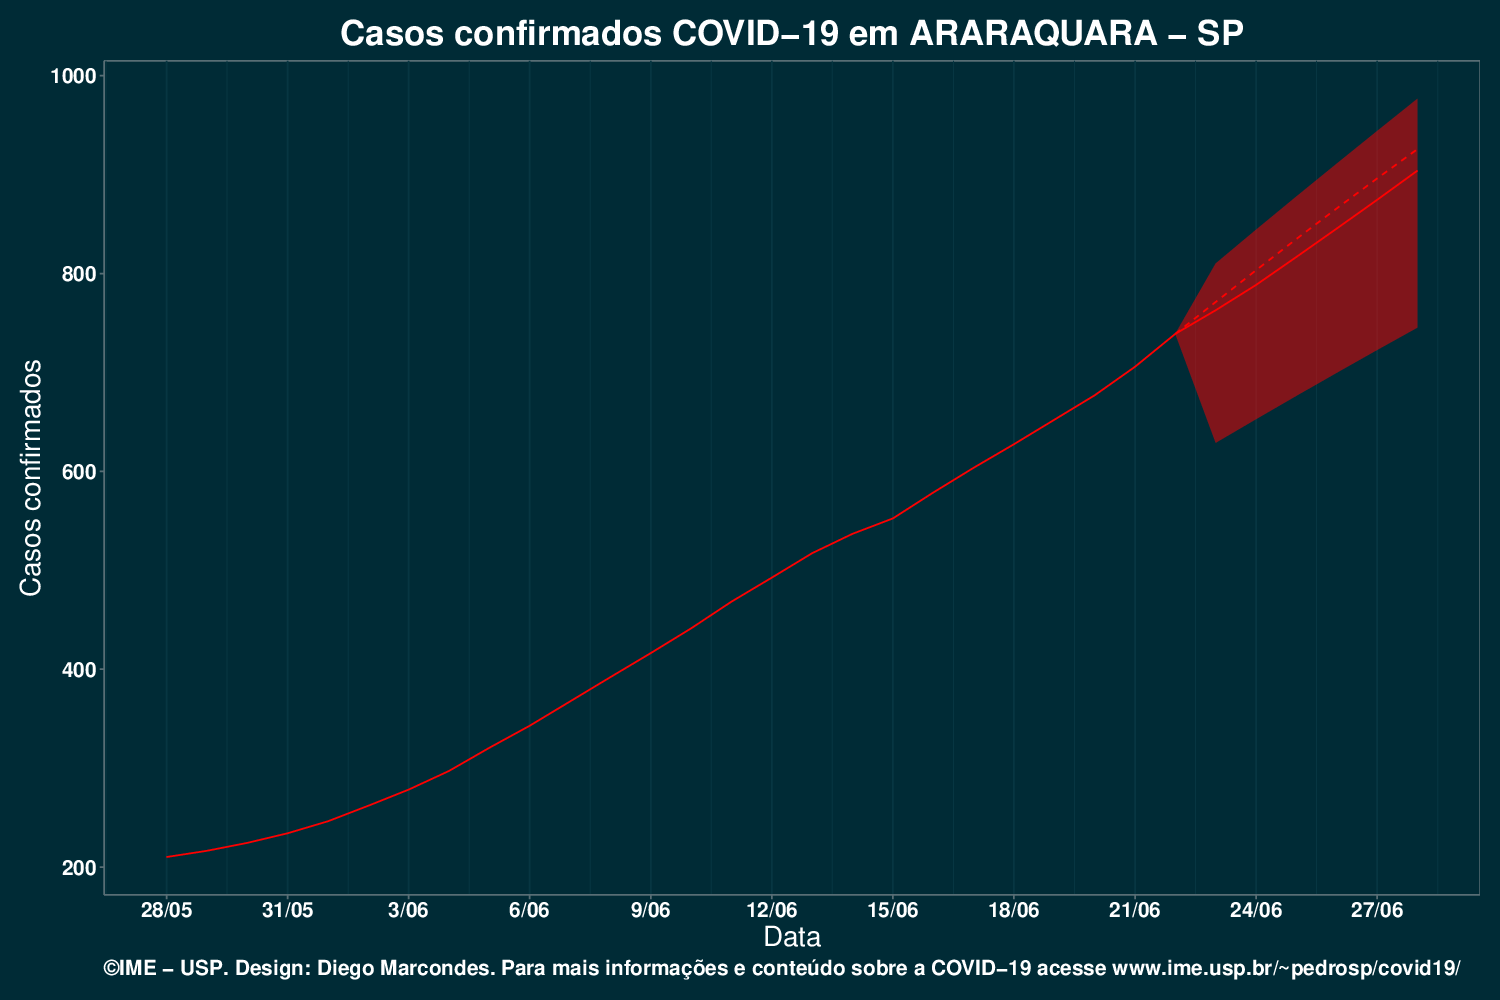 Casos confirmados COVID−19 em ARARAQUARA − SP
1000
800
600
400
200
Casos confirmados
28/05 31/05 3/06 6/06 9/06 12/06 15/06 18/06 21/06 24/06 27/06
Data
©IME − USP. Design: Diego Marcondes. Para mais informações e conteúdo sobre a COVID−19 acesse www.ime.usp.br/~pedrosp/covid19/